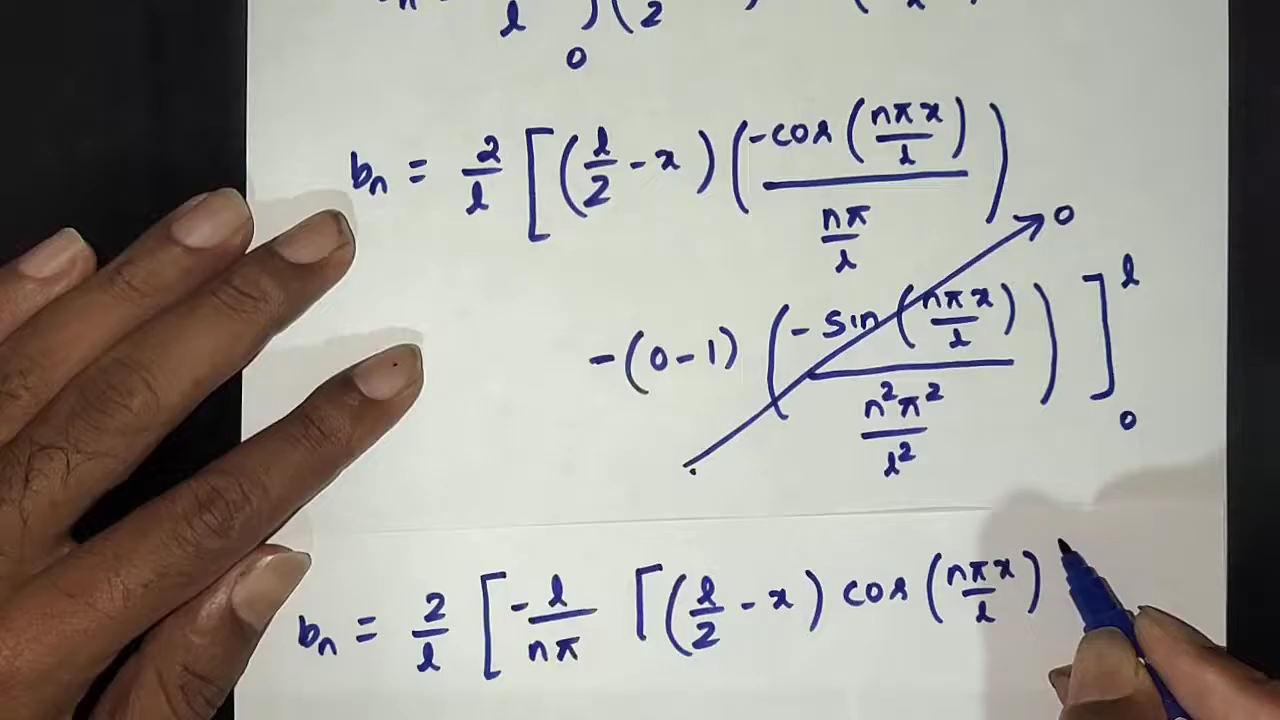 0
bn = 2/l [(l/2 - x) (-cos(nπx/l) / (nπ/l))
-(0-1) (-sin(nπx/l) / (n²π²/l²))]₀ˡ → 0
bn = 2/l [-l/nπ [(l/2 - x) cos(nπx/l)